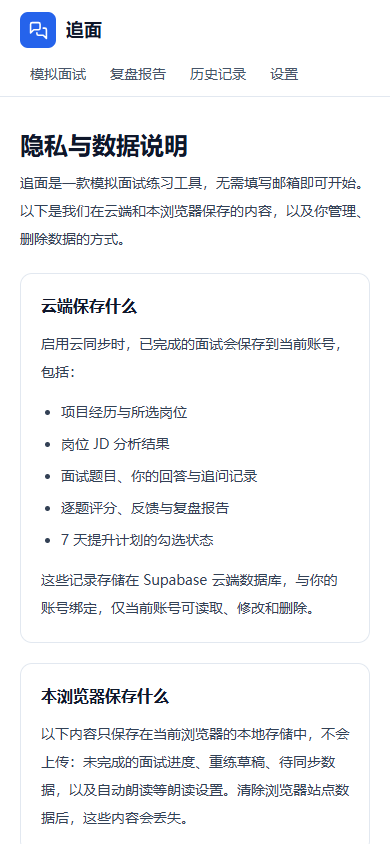 追面
模拟面试 复盘报告 历史记录 设置
隐私与数据说明
追面是一款模拟面试练习工具，无需填写邮箱即可开始。
以下是我们在云端和本浏览器保存的内容，以及你管理、
删除数据的方式。
云端保存什么
启用云同步时，已完成的面试会保存到当前账号，
包括：
• 项目经历与所选岗位
• 岗位 JD 分析结果
• 面试题目、你的回答与追问记录
• 逐题评分、反馈与复盘报告
• 7 天提升计划的勾选状态
这些记录存储在 Supabase 云端数据库，与你的
账号绑定，仅当前账号可读取、修改和删除。
本浏览器保存什么
以下内容只保存在当前浏览器的本地存储中，不会
上传：未完成的面试进度、重练草稿、待同步数
据，以及自动朗读等朗读设置。清除浏览器站点数
据后，这些内容会丢失。